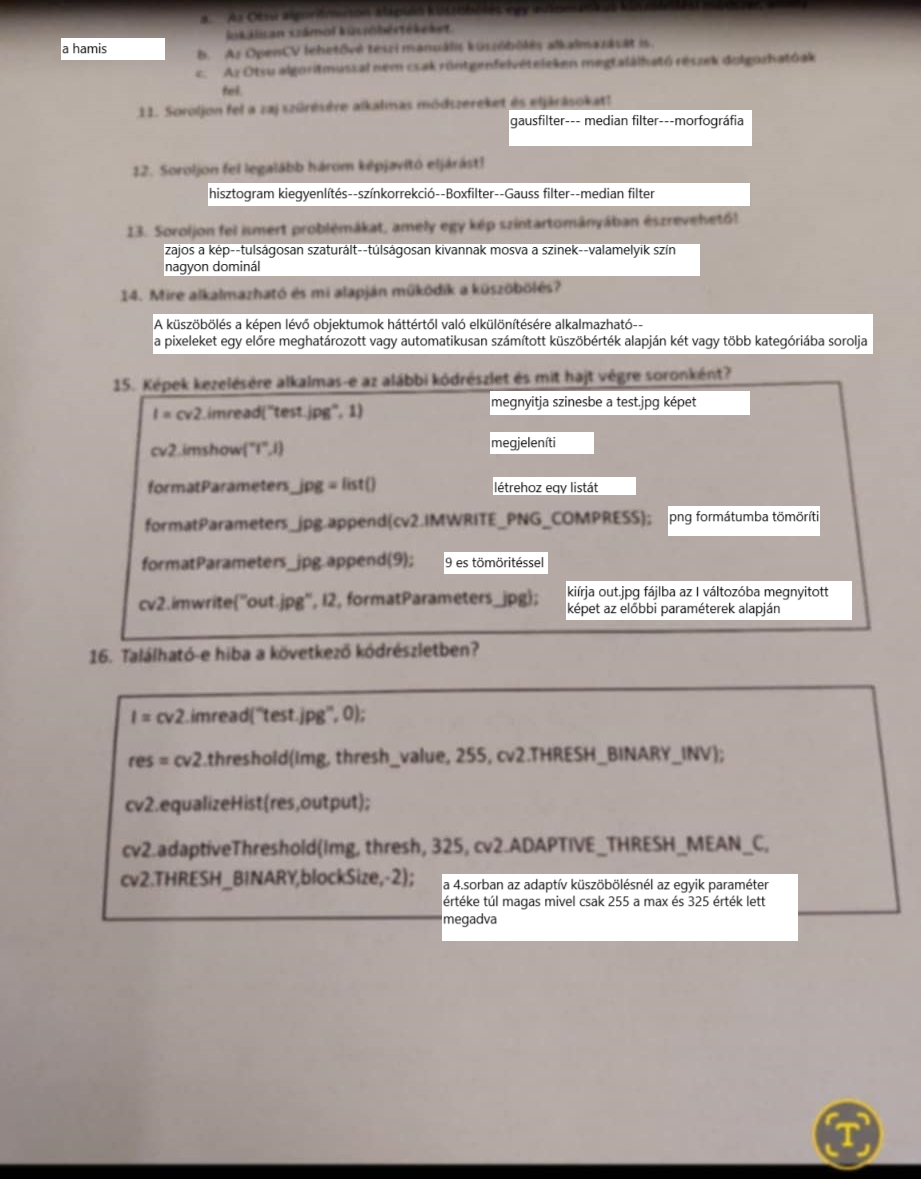 a. Az Otsu algoritmuson alapuló küszöbölés egy automatikus küszöbölési módszer, amely
lokálisan számol küszöbértékeket.
a hamis
b. Az OpenCV lehetővé teszi manuális küszöbölés alkalmazását is.
c. Az Otsu algoritmussal nem csak röntgenfelvételeken megtalálható részek dolgozhatóak
fel.
11. Soroljon fel a zaj szűrésére alkalmas módszereket és eljárásokat!
gausfilter--- median filter---morfográfia
12. Soroljon fel legalább három képjavító eljárást!
hisztogram kiegyenlítés--színkorrekció--Boxfilter--Gauss filter--median filter
13. Soroljon fel ismert problémákat, amely egy kép színtartományában észrevehető!
zajos a kép--tulságosan szaturált--túlságosan kivannak mosva a szinek--valamelyik szín
nagyon dominál
14. Mire alkalmazható és mi alapján működik a küszöbölés?
A küszöbölés a képen lévő objektumok háttértől való elkülönítésére alkalmazható--
a pixeleket egy előre meghatározott vagy automatikusan számított küszöbérték alapján két vagy több kategóriába sorolja
15. Képek kezelésére alkalmas-e az alábbi kódrészlet és mit hajt végre soronként?
I = cv2.imread("test.jpg", 1)
megnyitja szinesbe a test.jpg képet
cv2.imshow("I",I)
megjeleníti
formatParameters_jpg = list()
létrehoz egy listát
formatParameters_jpg.append(cv2.IMWRITE_PNG_COMPRESS);
png formátumba tömöríti
formatParameters_jpg.append(9);
9 es tömöritéssel
cv2.imwrite("out.jpg", I2, formatParameters_jpg);
kiírja out.jpg fájlba az I változóba megnyitott
képet az előbbi paraméterek alapján
16. Található-e hiba a következő kódrészletben?
I = cv2.imread("test.jpg", 0);
res = cv2.threshold(Img, thresh_value, 255, cv2.THRESH_BINARY_INV);
cv2.equalizeHist(res,output);
cv2.adaptiveThreshold(Img, thresh, 325, cv2.ADAPTIVE_THRESH_MEAN_C,
cv2.THRESH_BINARY,blockSize,-2);
a 4.sorban az adaptív küszöbölésnél az egyik paraméter
értéke túl magas mivel csak 255 a max és 325 érték lett
megadva
T